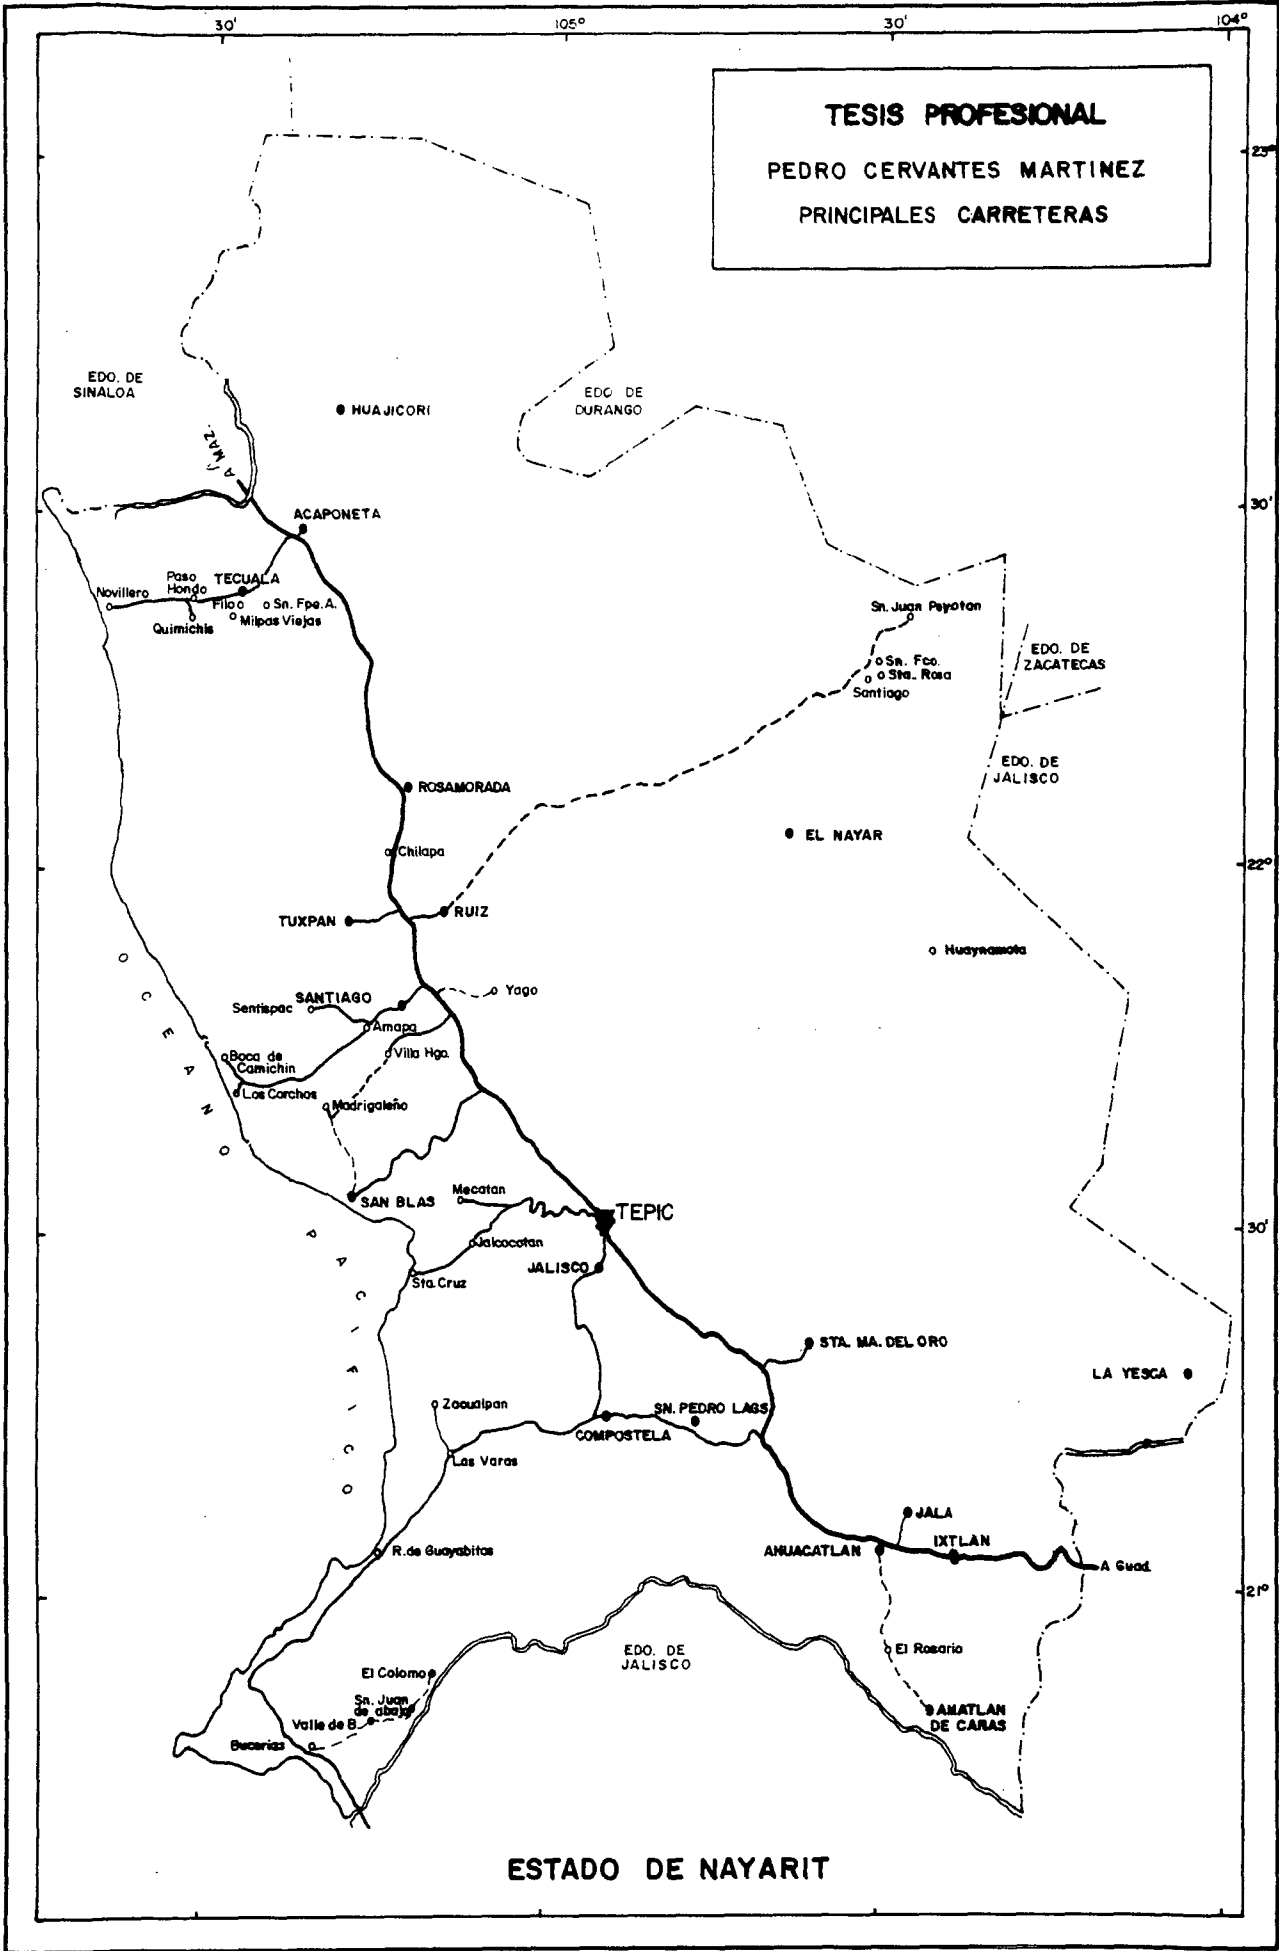 30'
105°
30'
104°
TESIS PROFESIONAL
PEDRO CERVANTES MARTINEZ
PRINCIPALES CARRETERAS
23°
EDO. DE
SINALOA
EDO DE
DURANGO
HUAJICORI
A MAZ.
30'
ACAPONETA
Novillero
Paso
Hondo
TECUALA
Filo
Sn. Fpe. A.
Quimichis
Milpas Viejas
Sn. Juan Peyotan
Sn. Fco.
Sta. Rosa
Santiago
EDO. DE
ZACATECAS
EDO. DE
JALISCO
ROSAMORADA
EL NAYAR
Chilapa
22°
TUXPAN
RUIZ
Huaynamota
OCEANO PACIFICO
Sentispac
SANTIAGO
Yago
Amapa
Boca de
Camichin
Villa Hgo.
Los Corchos
Madrigaleño
SAN BLAS
Mecatan
TEPIC
30'
Jalcocotan
JALISCO
Sta. Cruz
STA. MA. DEL ORO
LA YESCA
Zacualpan
SN. PEDRO LAGS
COMPOSTELA
Las Varas
JALA
R. de Guayabitos
AHUACATLAN
IXTLAN
A Guad.
21°
EDO. DE
JALISCO
El Rosario
El Colomo
Sn. Juan
de abajo
Valle de B.
AMATLAN
DE CAÑAS
Bucerias
ESTADO DE NAYARIT